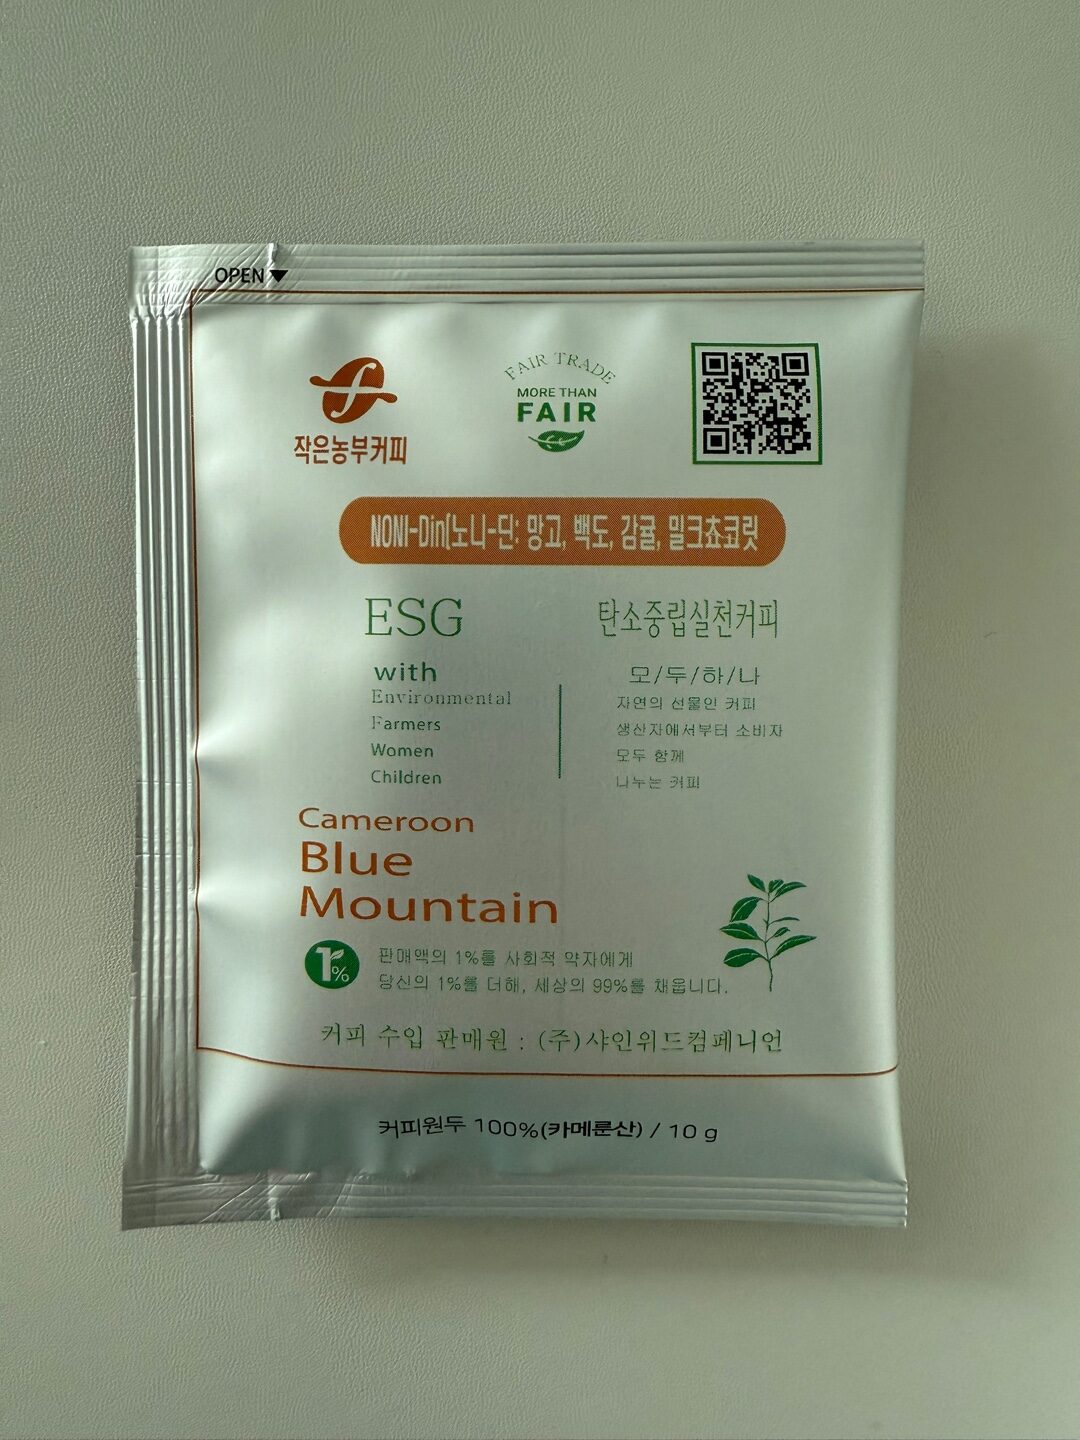 OPEN▼
작은농부커피
FAIR TRADE
MORE THAN
FAIR
NONI-Din(노니-단: 망고, 백도, 감귤, 밀크쵸코릿
ESG
with
Environmental
Farmers
Women
Children
탄소중립실천커피
모/두/하/나
자연의 선물인 커피
생산자에서부터 소비자
모두 함께
나누는 커피
Cameroon
Blue
Mountain
1%
판매액의 1%를 사회적 약자에게
당신의 1%를 더해, 세상의 99%를 채웁니다.
커피 수입 판매원 : (주)샤인위드컴페니언
커피원두 100%(카메룬산) / 10 g